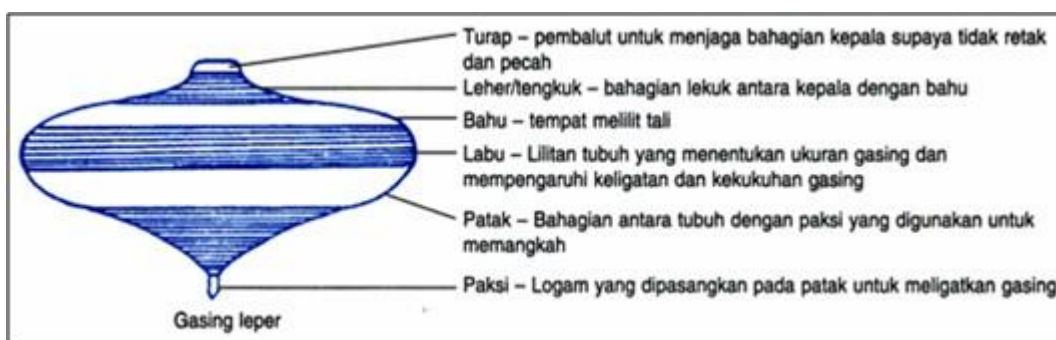 Turap – pembalut untuk menjaga bahagian kepala supaya tidak retak
dan pecah
Leher/tengkuk – bahagian lekuk antara kepala dengan bahu
Bahu – tempat melilit tali
Labu – Lilitan tubuh yang menentukan ukuran gasing dan
mempengaruhi keligatan dan kekukuhan gasing
Patak – Bahagian antara tubuh dengan paksi yang digunakan untuk
memangkah
Paksi – Logam yang dipasangkan pada patak untuk meligatkan gasing
Gasing leper